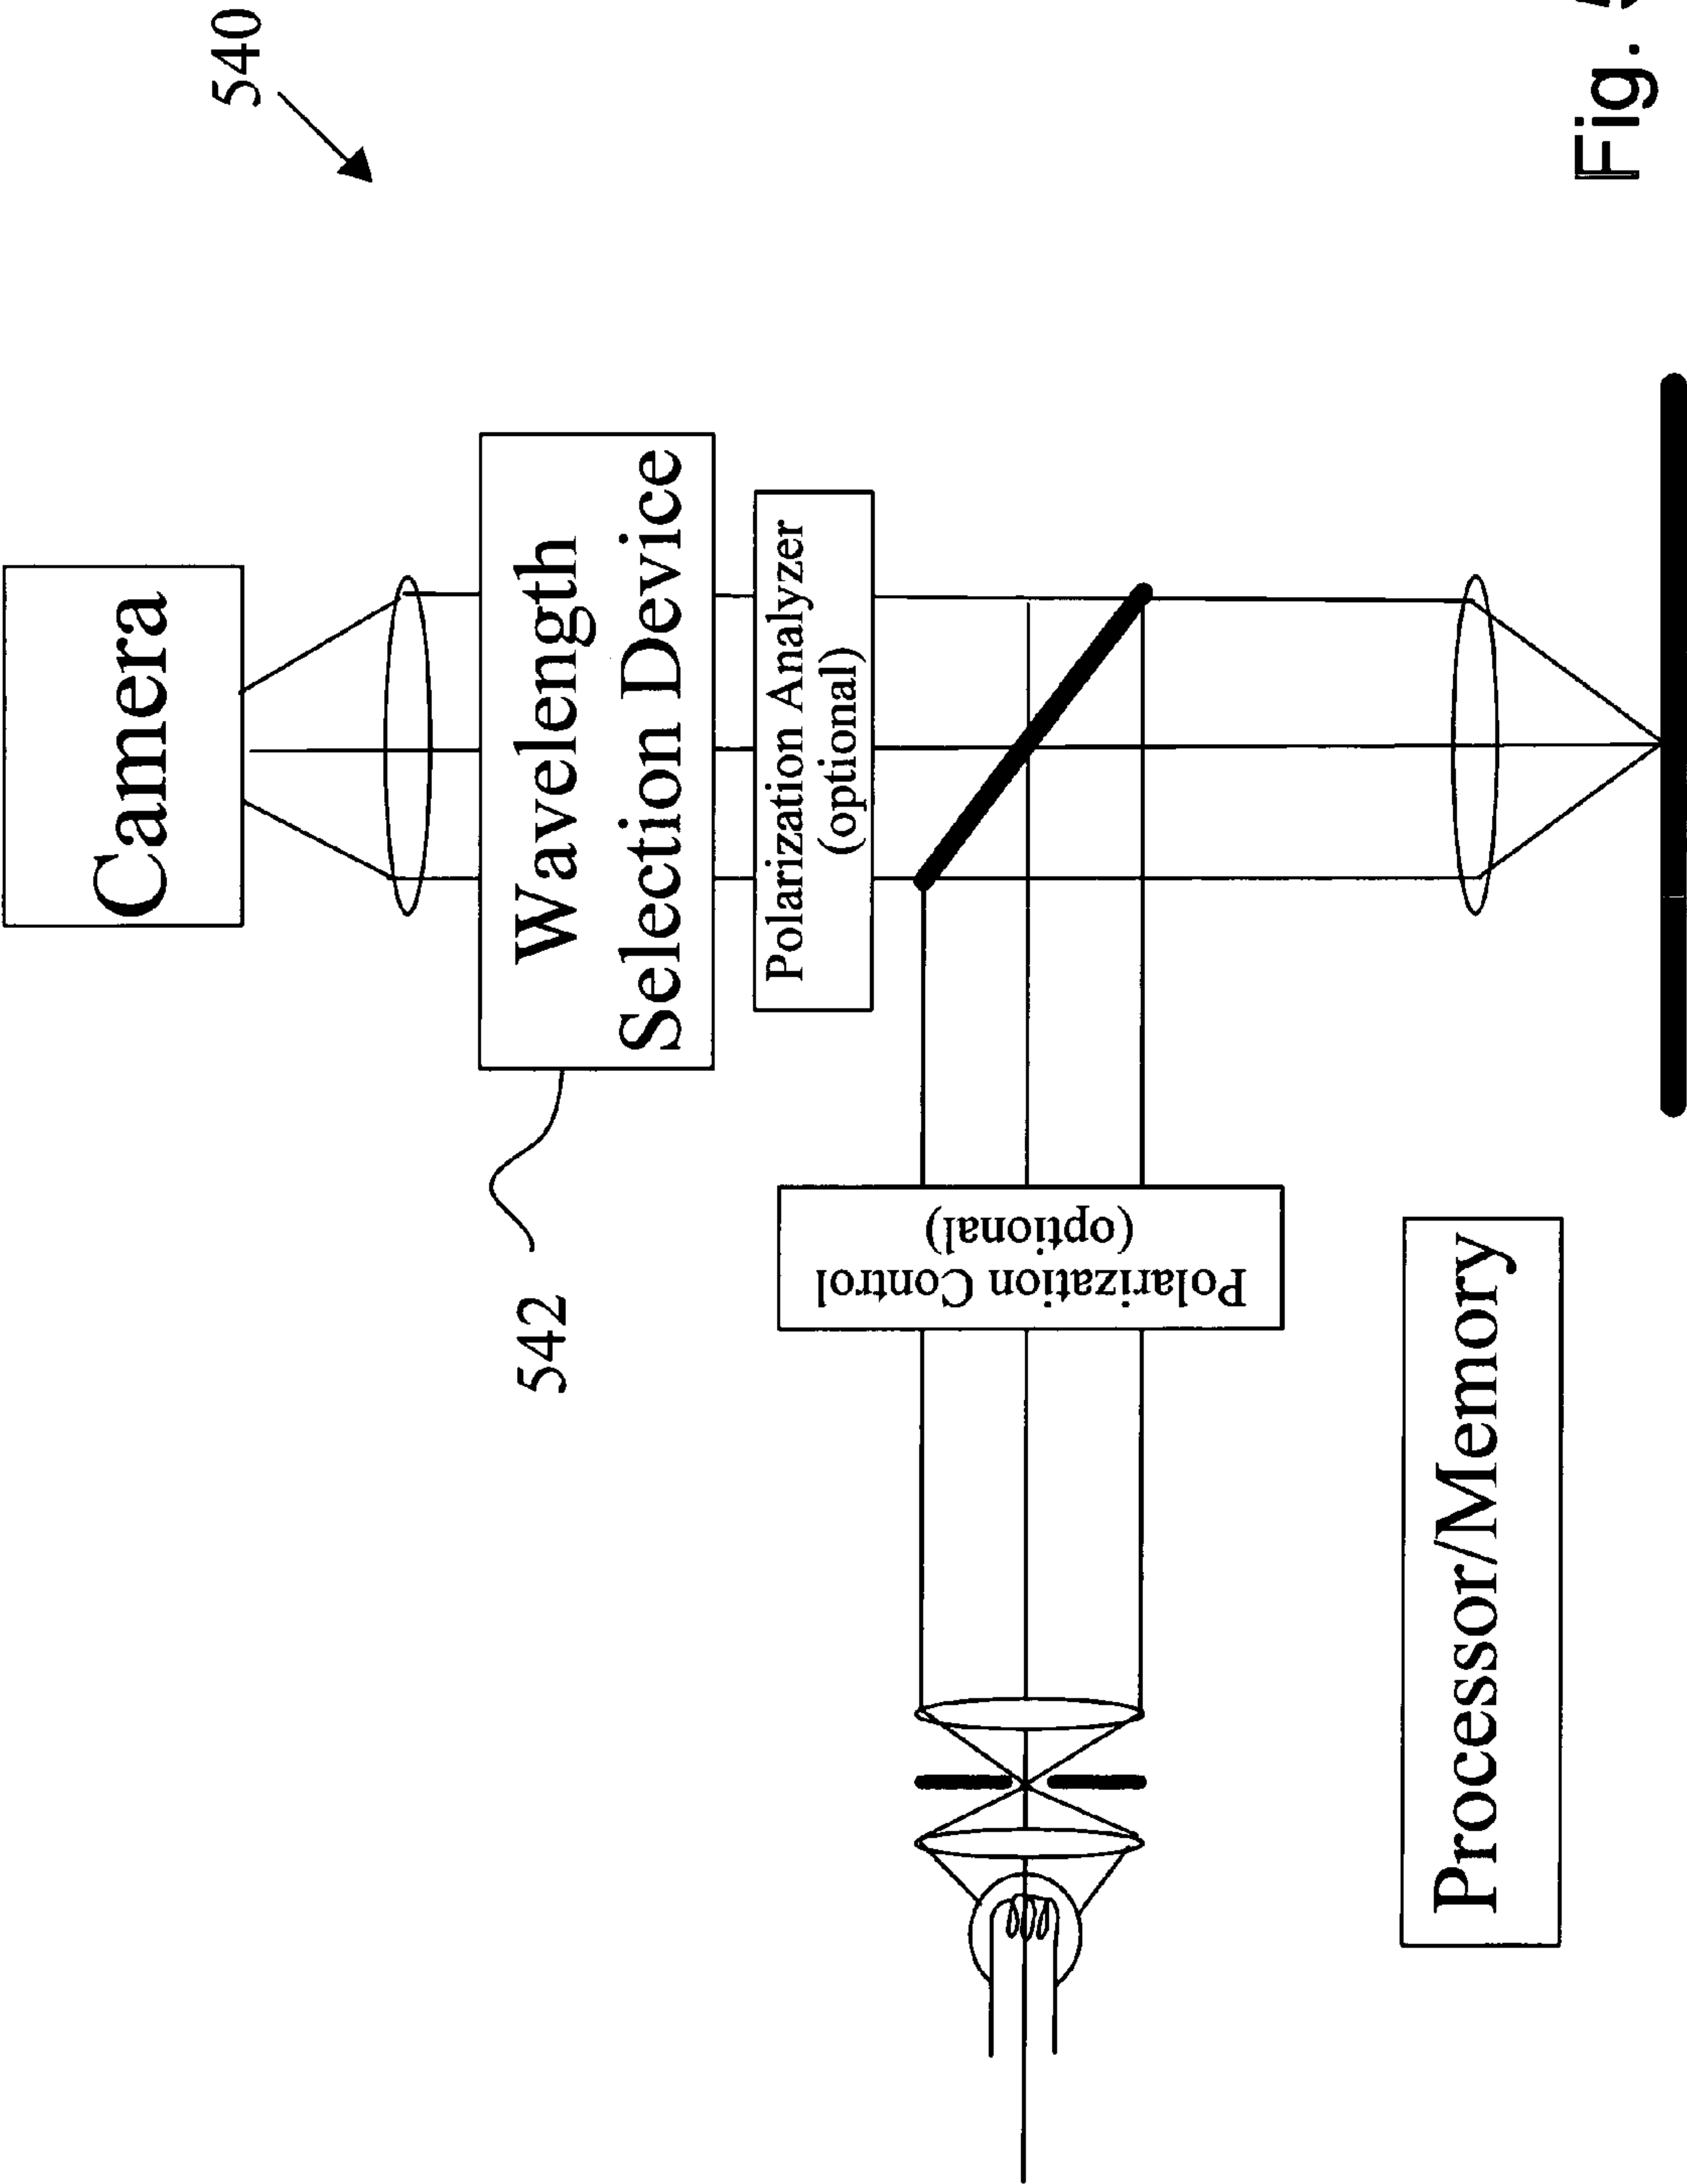 540
Camera
Wavelength
Selection Device
Polarization Analyzer
(optional)
542
Polarization Control
(optional)
Processor/Memory
Fig.